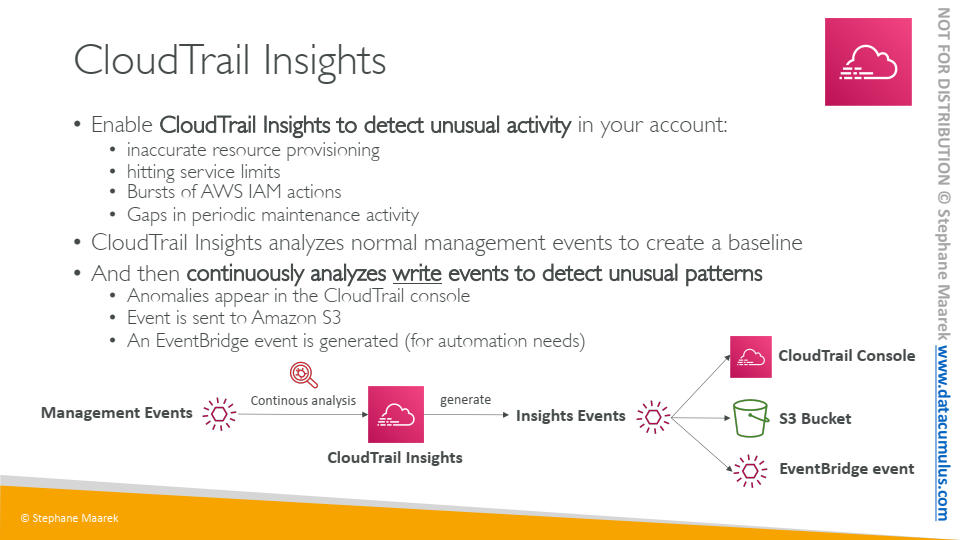 CloudTrail Insights
• Enable CloudTrail Insights to detect unusual activity in your account:
• inaccurate resource provisioning
• hitting service limits
• Bursts of AWS IAM actions
• Gaps in periodic maintenance activity
• CloudTrail Insights analyzes normal management events to create a baseline
• And then continuously analyzes write events to detect unusual patterns
• Anomalies appear in the CloudTrail console
• Event is sent to Amazon S3
• An EventBridge event is generated (for automation needs)
Management Events
Continous analysis
CloudTrail Insights
generate
Insights Events
CloudTrail Console
S3 Bucket
EventBridge event
© Stephane Maarek
NOT FOR DISTRIBUTION © Stephane Maarek www.datacumulus.com